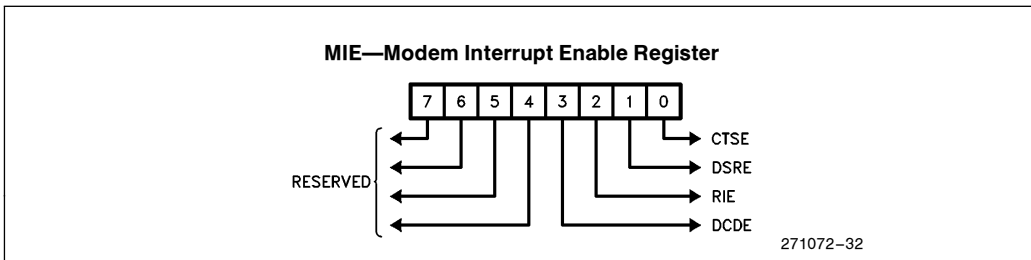 MIE—Modem Interrupt Enable Register
7 6 5 4 3 2 1 0
CTSE
DSRE
RESERVED
RIE
DCDE
271072–32